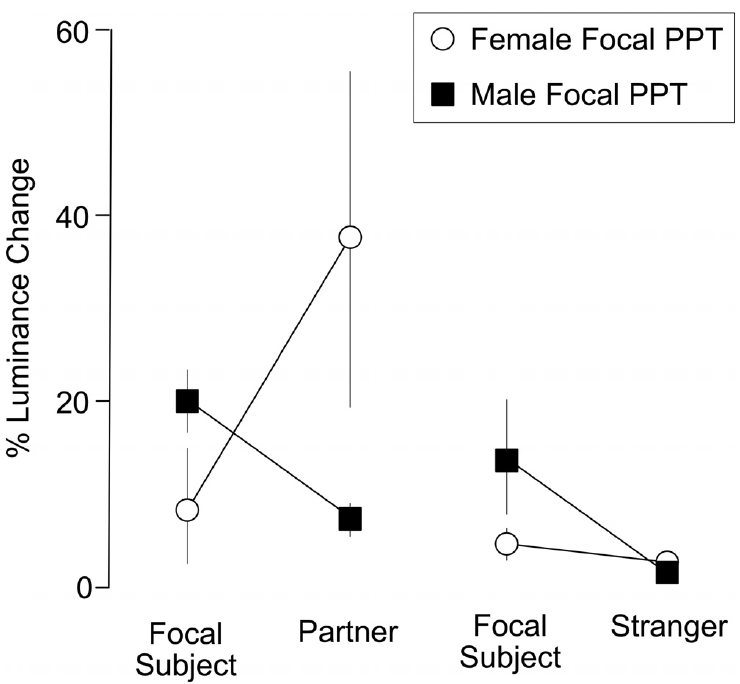 Female Focal PPT
Male Focal PPT
% Luminance Change
60
40
20
0
Focal
Subject
Partner
Focal
Subject
Stranger